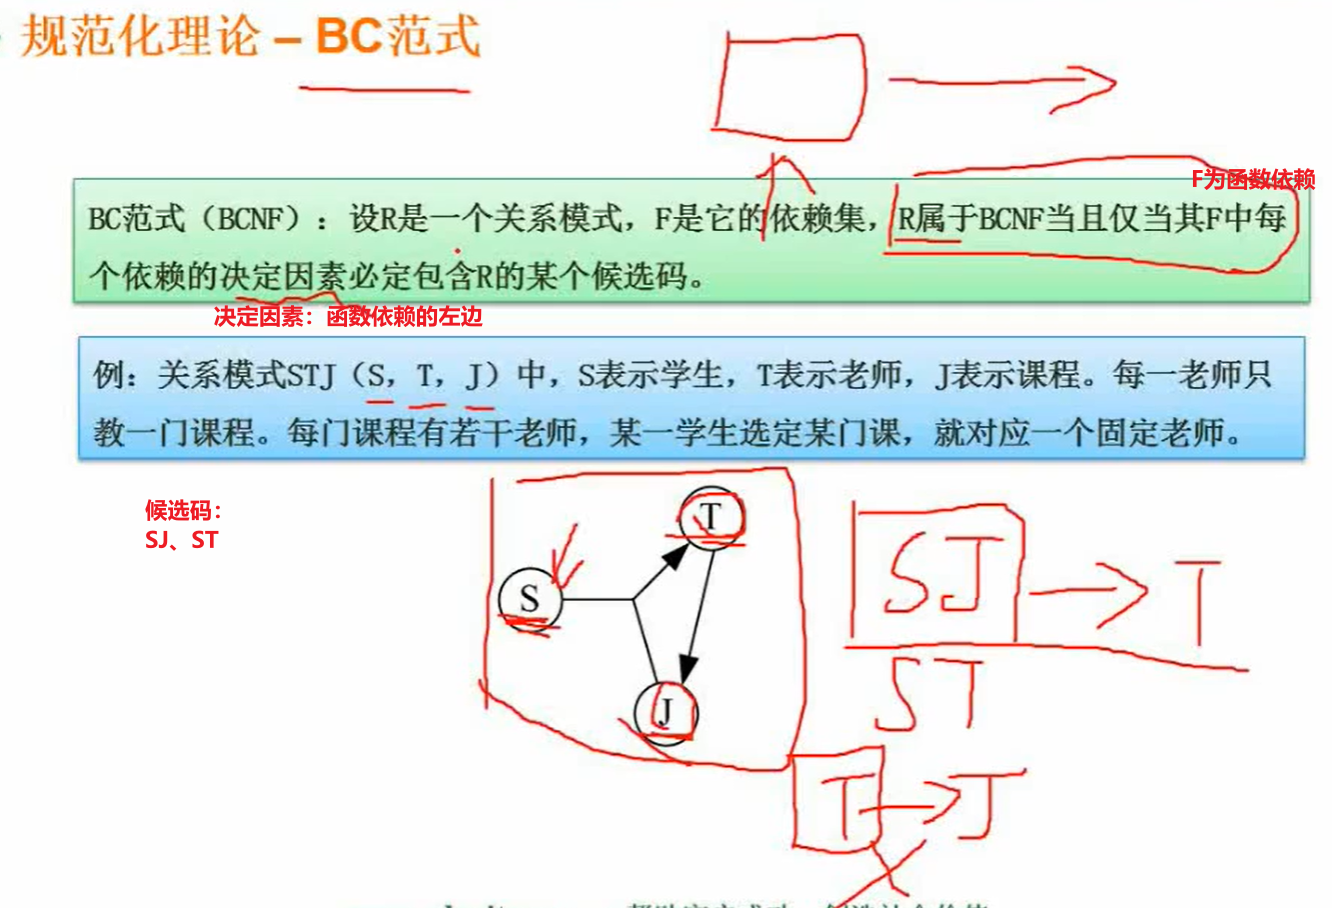 规范化理论 – BC范式
F为函数依赖
BC范式（BCNF）：设R是一个关系模式，F是它的依赖集，R属于BCNF当且仅当其F中每
个依赖的决定因素必定包含R的某个候选码。
决定因素：函数依赖的左边
例：关系模式STJ（S，T，J）中，S表示学生，T表示老师，J表示课程。每一老师只
教一门课程。每门课程有若干老师，某一学生选定某门课，就对应一个固定老师。
候选码：
SJ、ST
T
S
J
SJ → T
ST
T → J